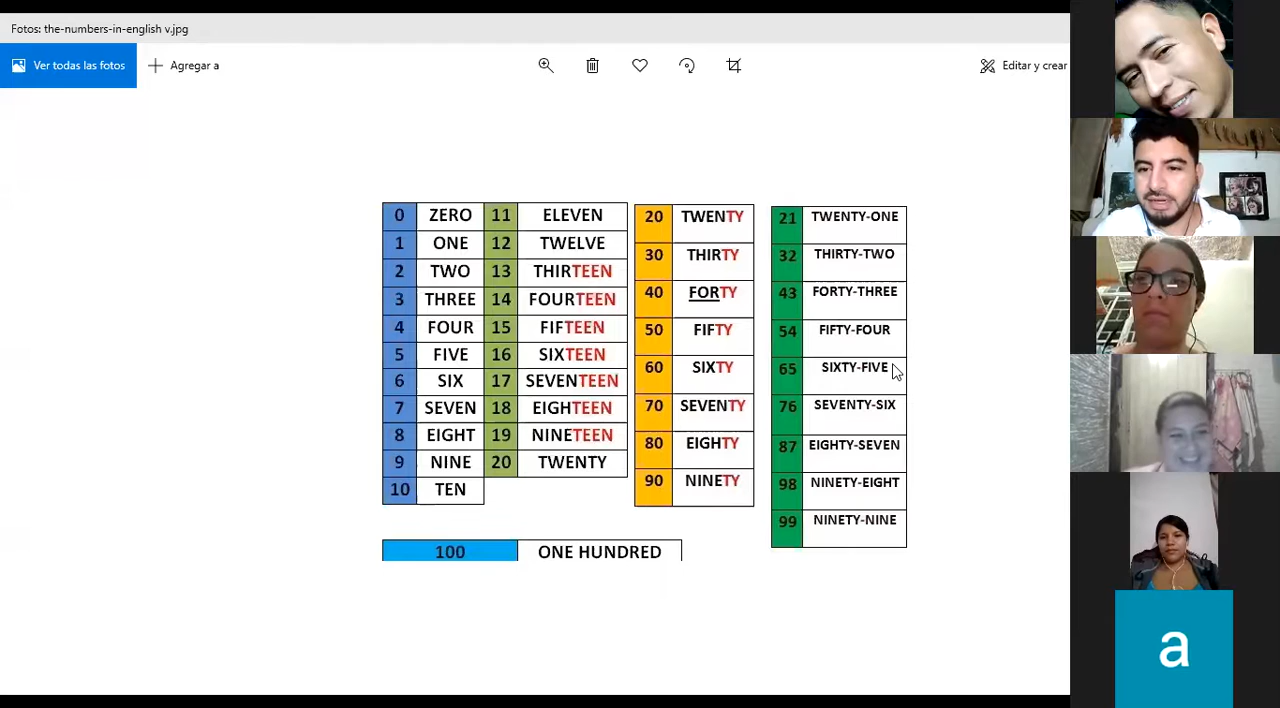 Fotos: the-numbers-in-english v.jpg
Ver todas las fotos
Agregar a
Editar y crear
0 ZERO 11 ELEVEN
1 ONE 12 TWELVE
2 TWO 13 THIRTEEN
3 THREE 14 FOURTEEN
4 FOUR 15 FIFTEEN
5 FIVE 16 SIXTEEN
6 SIX 17 SEVENTEEN
7 SEVEN 18 EIGHTEEN
8 EIGHT 19 NINETEEN
9 NINE 20 TWENTY
10 TEN
20 TWENTY
30 THIRTY
40 FORTY
50 FIFTY
60 SIXTY
70 SEVENTY
80 EIGHTY
90 NINETY
21 TWENTY-ONE
32 THIRTY-TWO
43 FORTY-THREE
54 FIFTY-FOUR
65 SIXTY-FIVE
76 SEVENTY-SIX
87 EIGHTY-SEVEN
98 NINETY-EIGHT
99 NINETY-NINE
100 ONE HUNDRED
a